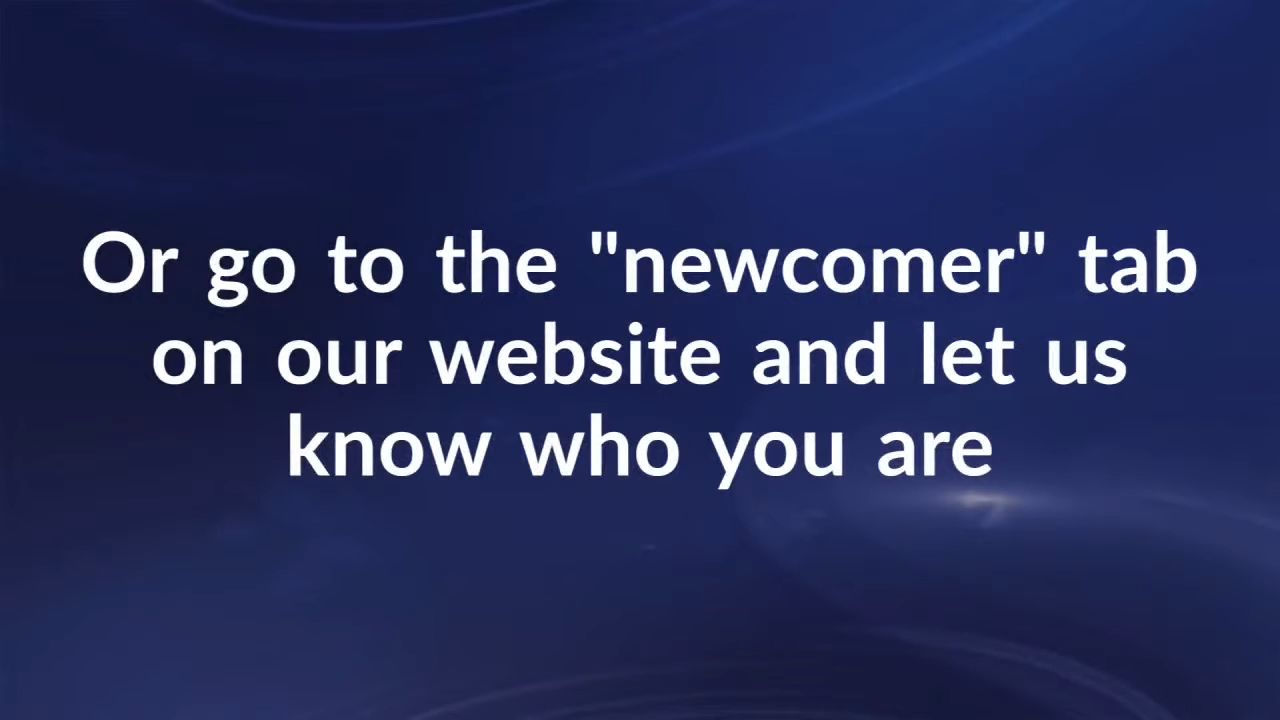 Or go to the "newcomer" tab
on our website and let us
know who you are